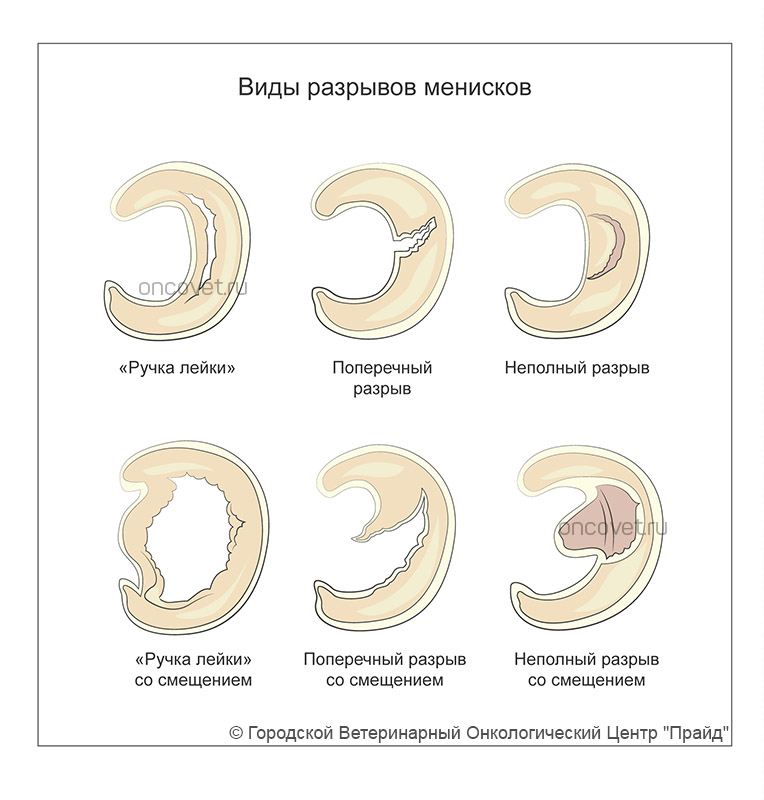 Виды разрывов менисков
oncovet.ru
«Ручка лейки»
Поперечный
разрыв
Неполный разрыв
oncovet.ru
«Ручка лейки»
со смещением
Поперечный разрыв
со смещением
Неполный разрыв
со смещением
© Городской Ветеринарный Онкологический Центр "Прайд"